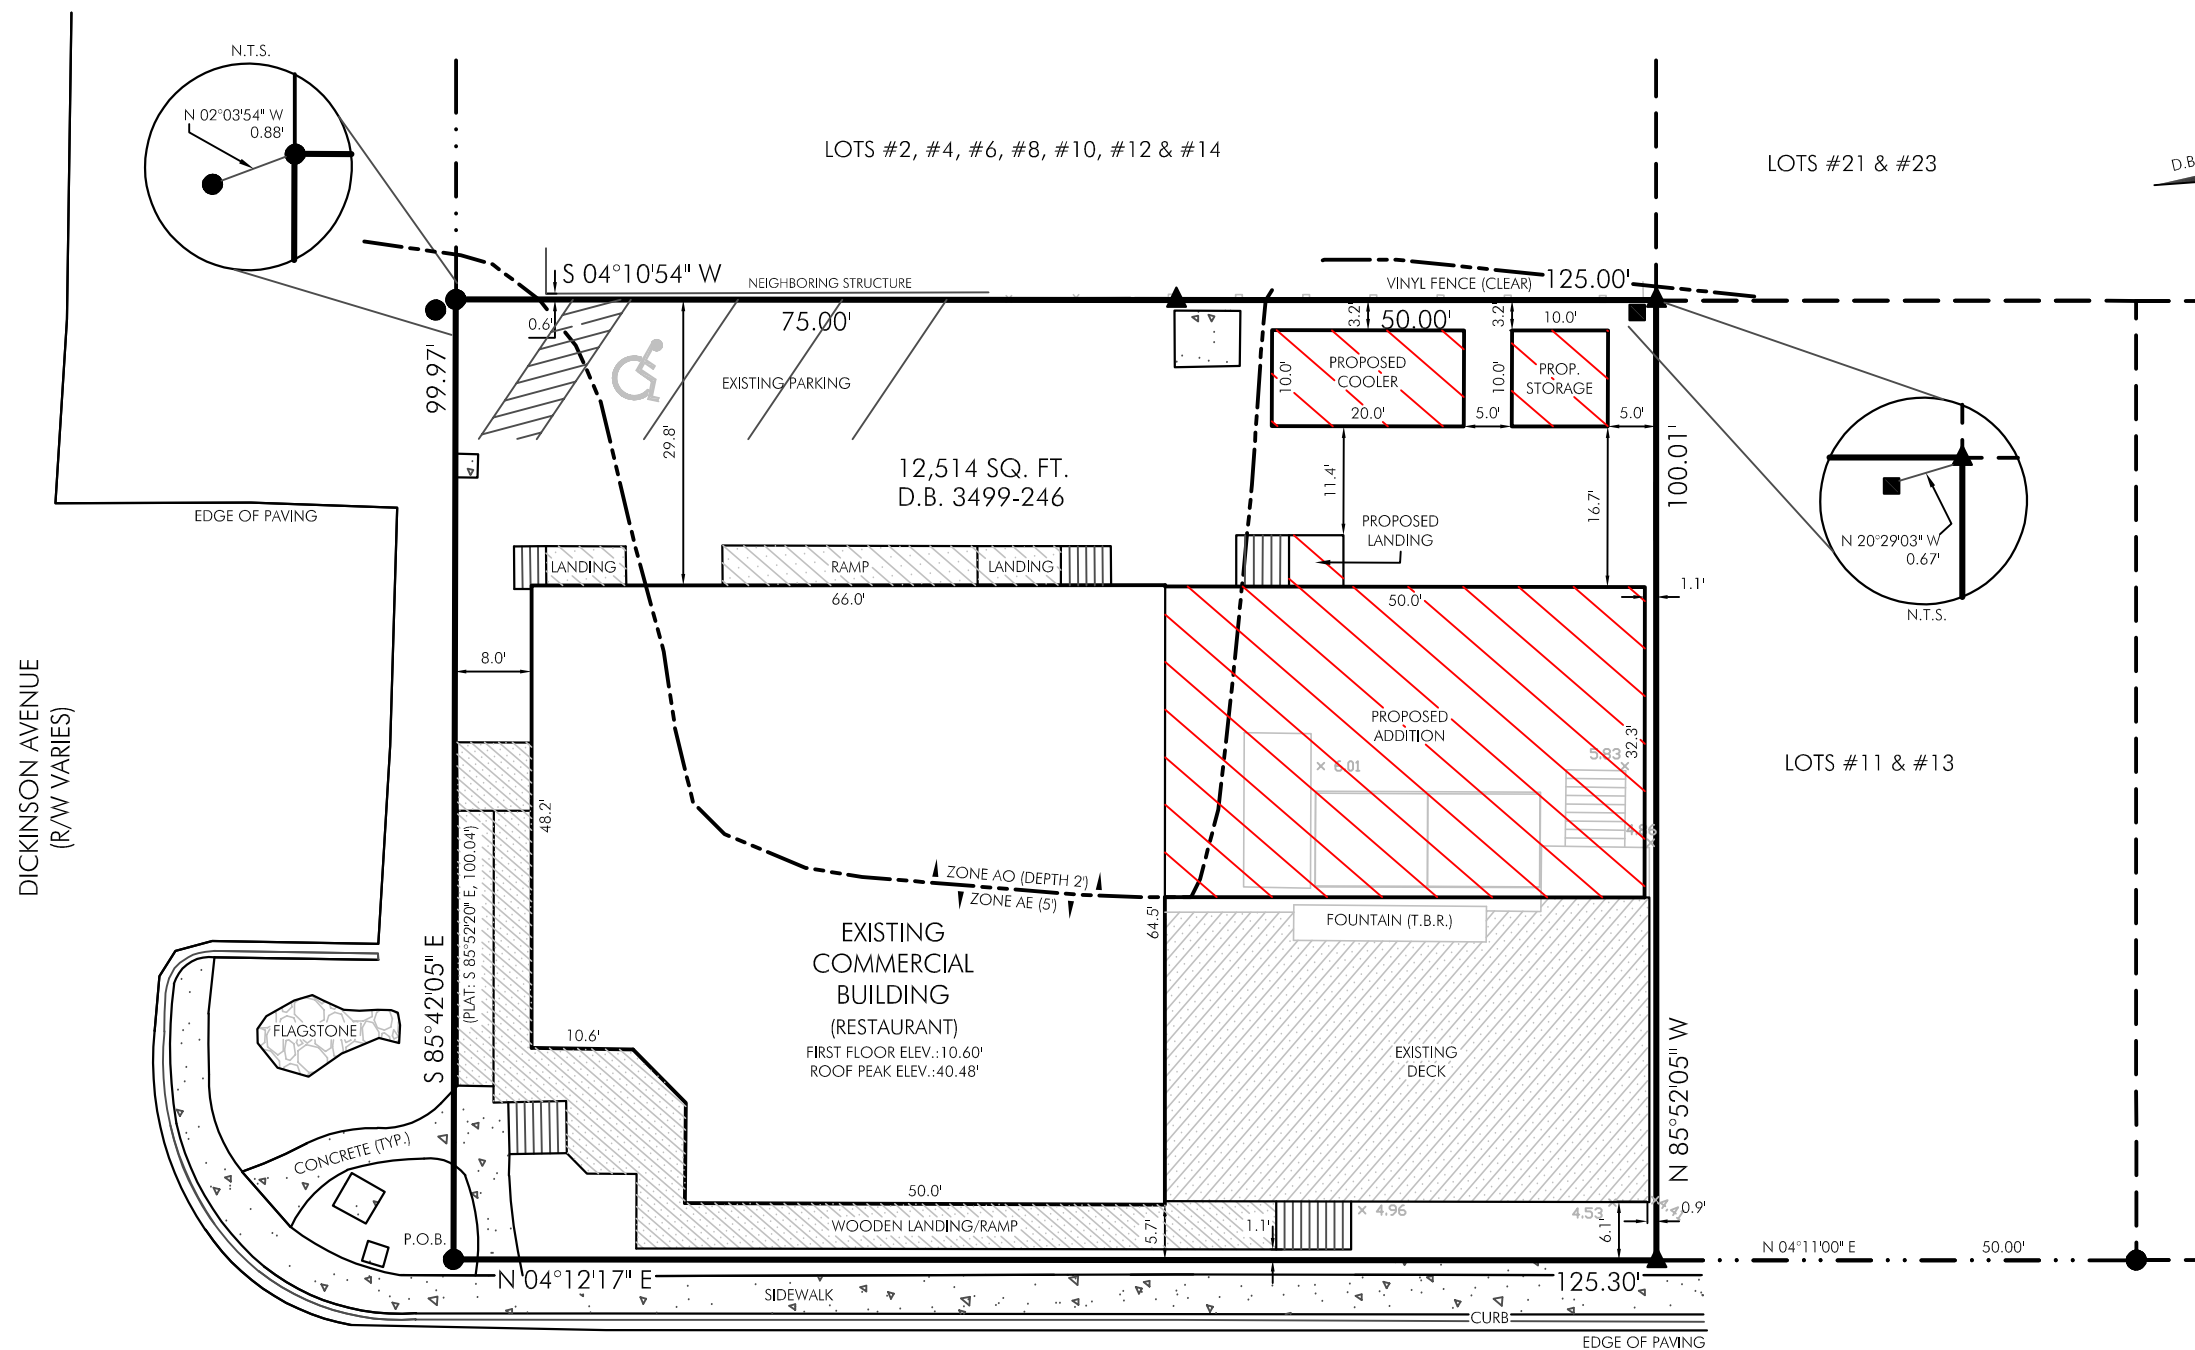 N.T.S.
N 02°03'54" W
0.88'
LOTS #2, #4, #6, #8, #10, #12 & #14
LOTS #21 & #23
D.B
S 04°10'54" W
NEIGHBORING STRUCTURE
VINYL FENCE (CLEAR)
125.00'
0.6'
75.00'
3.2'
50.00'
3.2'
10.0'
99.97'
EXISTING PARKING
29.8'
10.0'
PROPOSED
COOLER
20.0'
10.0'
PROP.
STORAGE
5.0'
5.0'
12,514 SQ. FT.
D.B. 3499-246
11.4'
16.7'
100.01'
EDGE OF PAVING
PROPOSED
LANDING
N 20°29'03" W
0.67'
N.T.S.
LANDING
RAMP
LANDING
66.0'
50.0'
1.1'
8.0'
DICKINSON AVENUE
(R/W VARIES)
PROPOSED
ADDITION
32.3'
5.83
6.01
LOTS #11 & #13
48.2'
ZONE AO (DEPTH 2')
ZONE AE (5')
64.5'
FOUNTAIN (T.B.R.)
S 85°42'05" E
(PLAT: S 85°52'20" E, 100.04')
EXISTING
COMMERCIAL
BUILDING
(RESTAURANT)
FIRST FLOOR ELEV.:10.60'
ROOF PEAK ELEV.:40.48'
FLAGSTONE
10.6'
EXISTING
DECK
N 85°52'05" W
CONCRETE (TYP.)
50.0'
WOODEN LANDING/RAMP
5.7'
1.1'
4.96
4.53
6.1'
0.9'
P.O.B.
N 04°12'17" E
125.30'
N 04°11'00" E
50.00'
SIDEWALK
CURB
EDGE OF PAVING